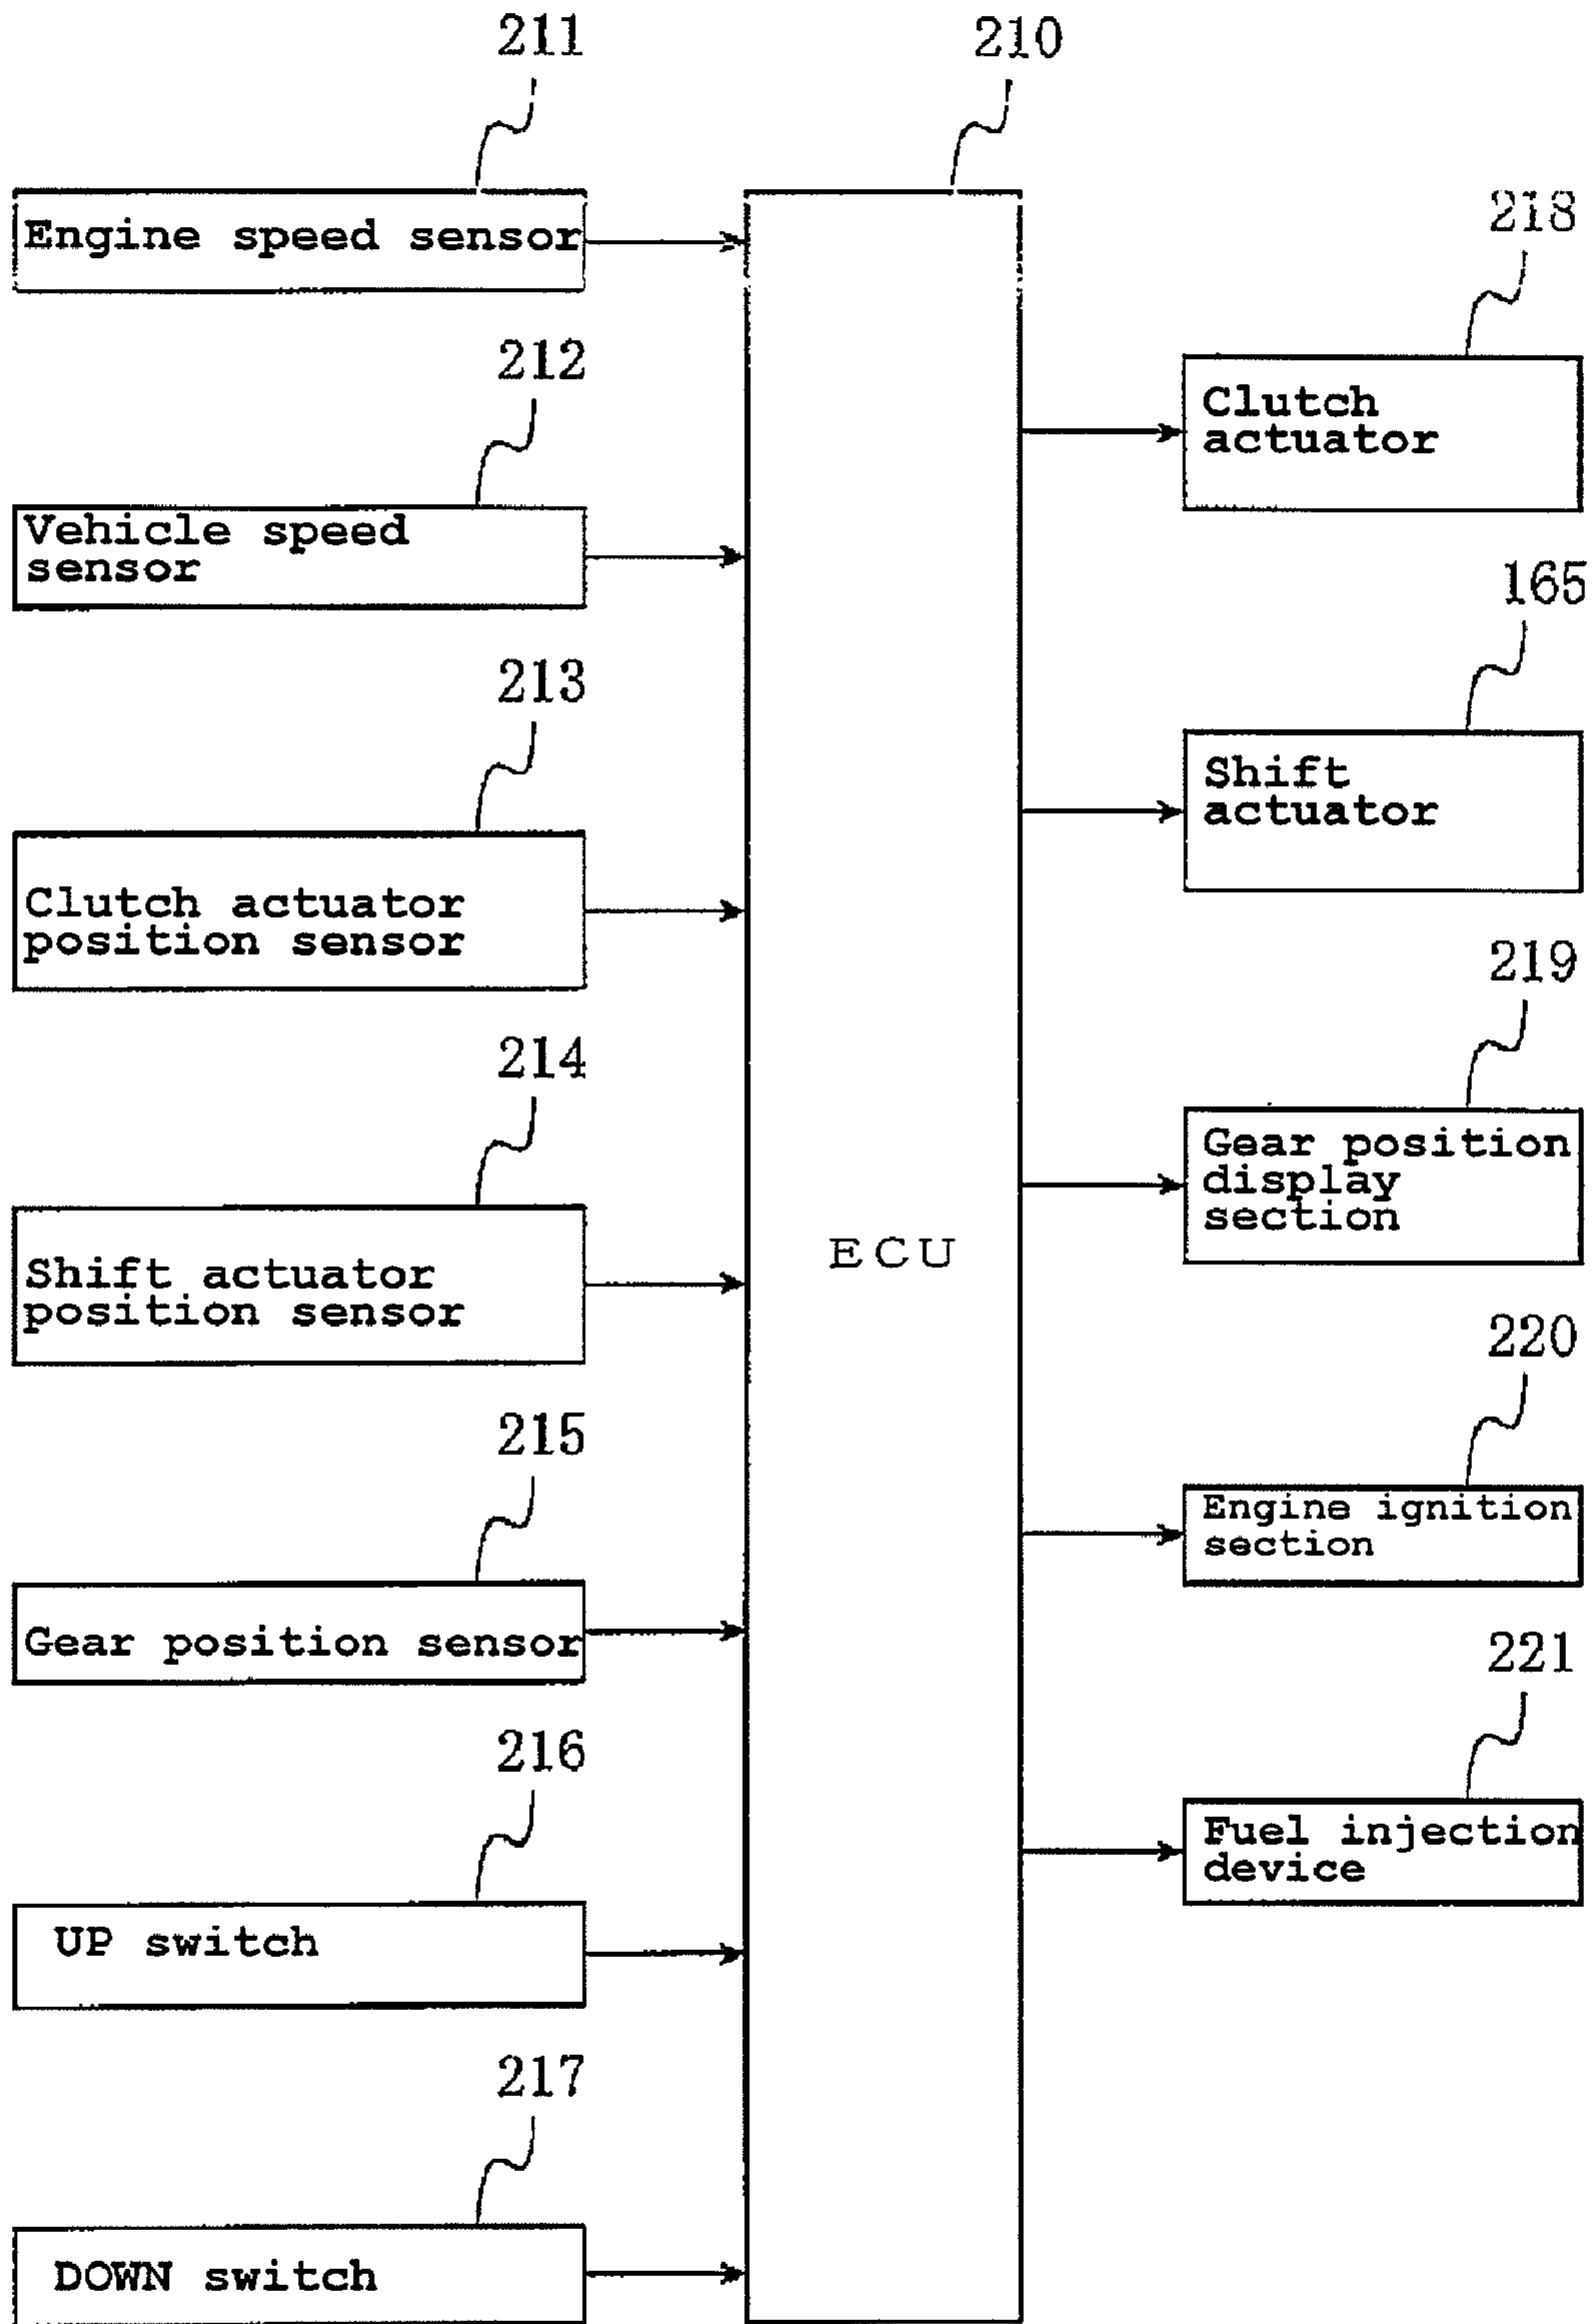 211
Engine speed sensor
212
Vehicle speed
sensor
213
Clutch actuator
position sensor
214
Shift actuator
position sensor
215
Gear position sensor
216
UP switch
217
DOWN switch
210
ECU
218
Clutch
actuator
165
Shift
actuator
219
Gear position
display
section
220
Engine ignition
section
221
Fuel injection
device